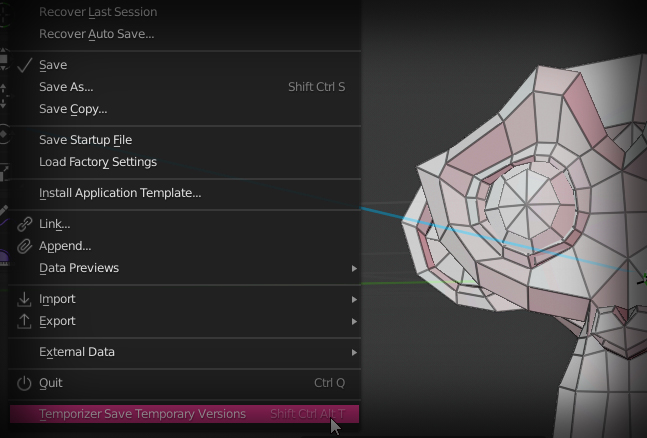 Recover Last Session
Recover Auto Save...
Save
Save As... Shift Ctrl S
Save Copy...
Save Startup File
Load Factory Settings
Install Application Template...
Link...
Append...
Data Previews
Import
Export
External Data
Quit Ctrl Q
Temporizer Save Temporary Versions Shift Ctrl Alt T